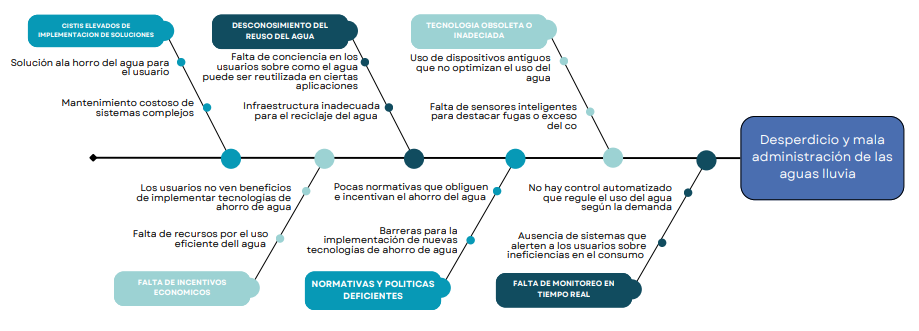 CISTIS ELEVADOS DE
IMPLEMENTACION DE SOLUCIONES
Solución ala horro del agua para
el usuario
Mantenimiento costoso de
sistemas complejos
DESCONOSIMIENTO DEL
REUSO DEL AGUA
Falta de conciencia en los
usuarios sobre como el agua
puede ser reutilizada en ciertas
aplicaciones
Infraestructura inadecuada
para el reciclaje del agua
TECNOLOGIA OBSOLETA O
INADECIADA
Uso de dispositivos antiguos
que no optimizan el uso del
agua
Falta de sensores inteligentes
para destacar fugas o exceso
del co
Desperdicio y mala
administración de las
aguas lluvia
Los usuarios no ven beneficios
de implementar tecnologías de
ahorro de agua
Falta de recursos por el uso
eficiente dell agua
FALTA DE INCENTIVOS
ECONOMICOS
Pocas normativas que obliguen
e incentivan el ahorro del agua
Barreras para la
implementación de nuevas
tecnologías de ahorro de agua
NORMATIVAS Y POLITICAS
DEFICIENTES
No hay control automatizado
que regule el uso del agua
según la demanda
Ausencia de sistemas que
alerten a los usuarios sobre
ineficiencias en el consumo
FALTA DE MONITOREO EN
TIEMPO REAL